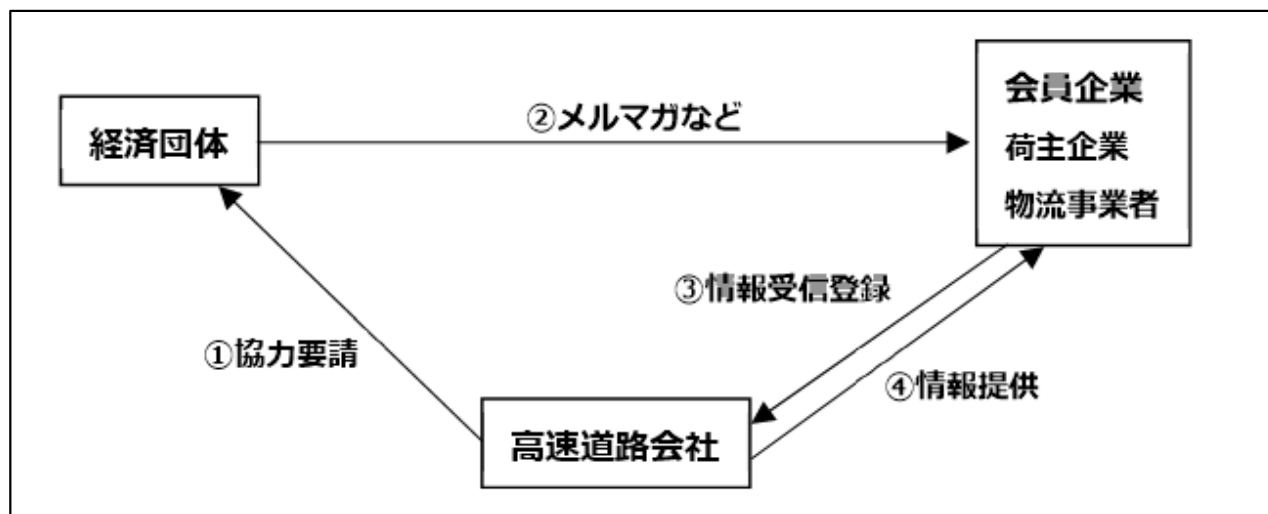 経済団体
②メルマガなど
会員企業
荷主企業
物流事業者
③情報受信登録
①協力要請
④情報提供
高速道路会社